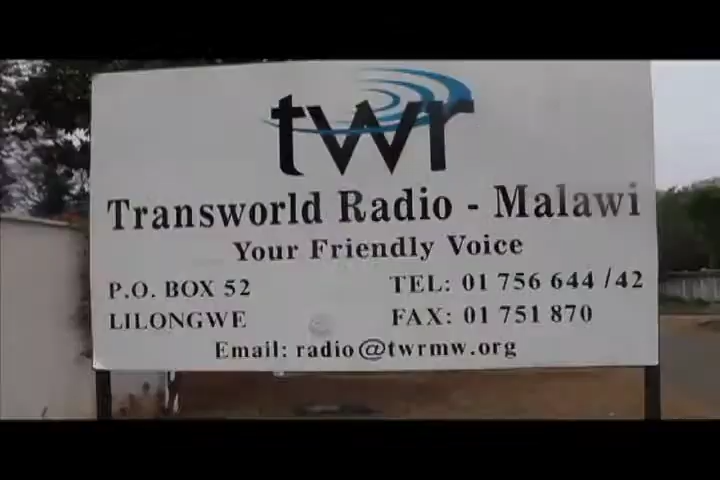 twr
Transworld Radio - Malawi
Your Friendly Voice
P.O. BOX 52 TEL: 01 756 644 /42
LILONGWE FAX: 01 751 870
Email: radio@twrmw.org